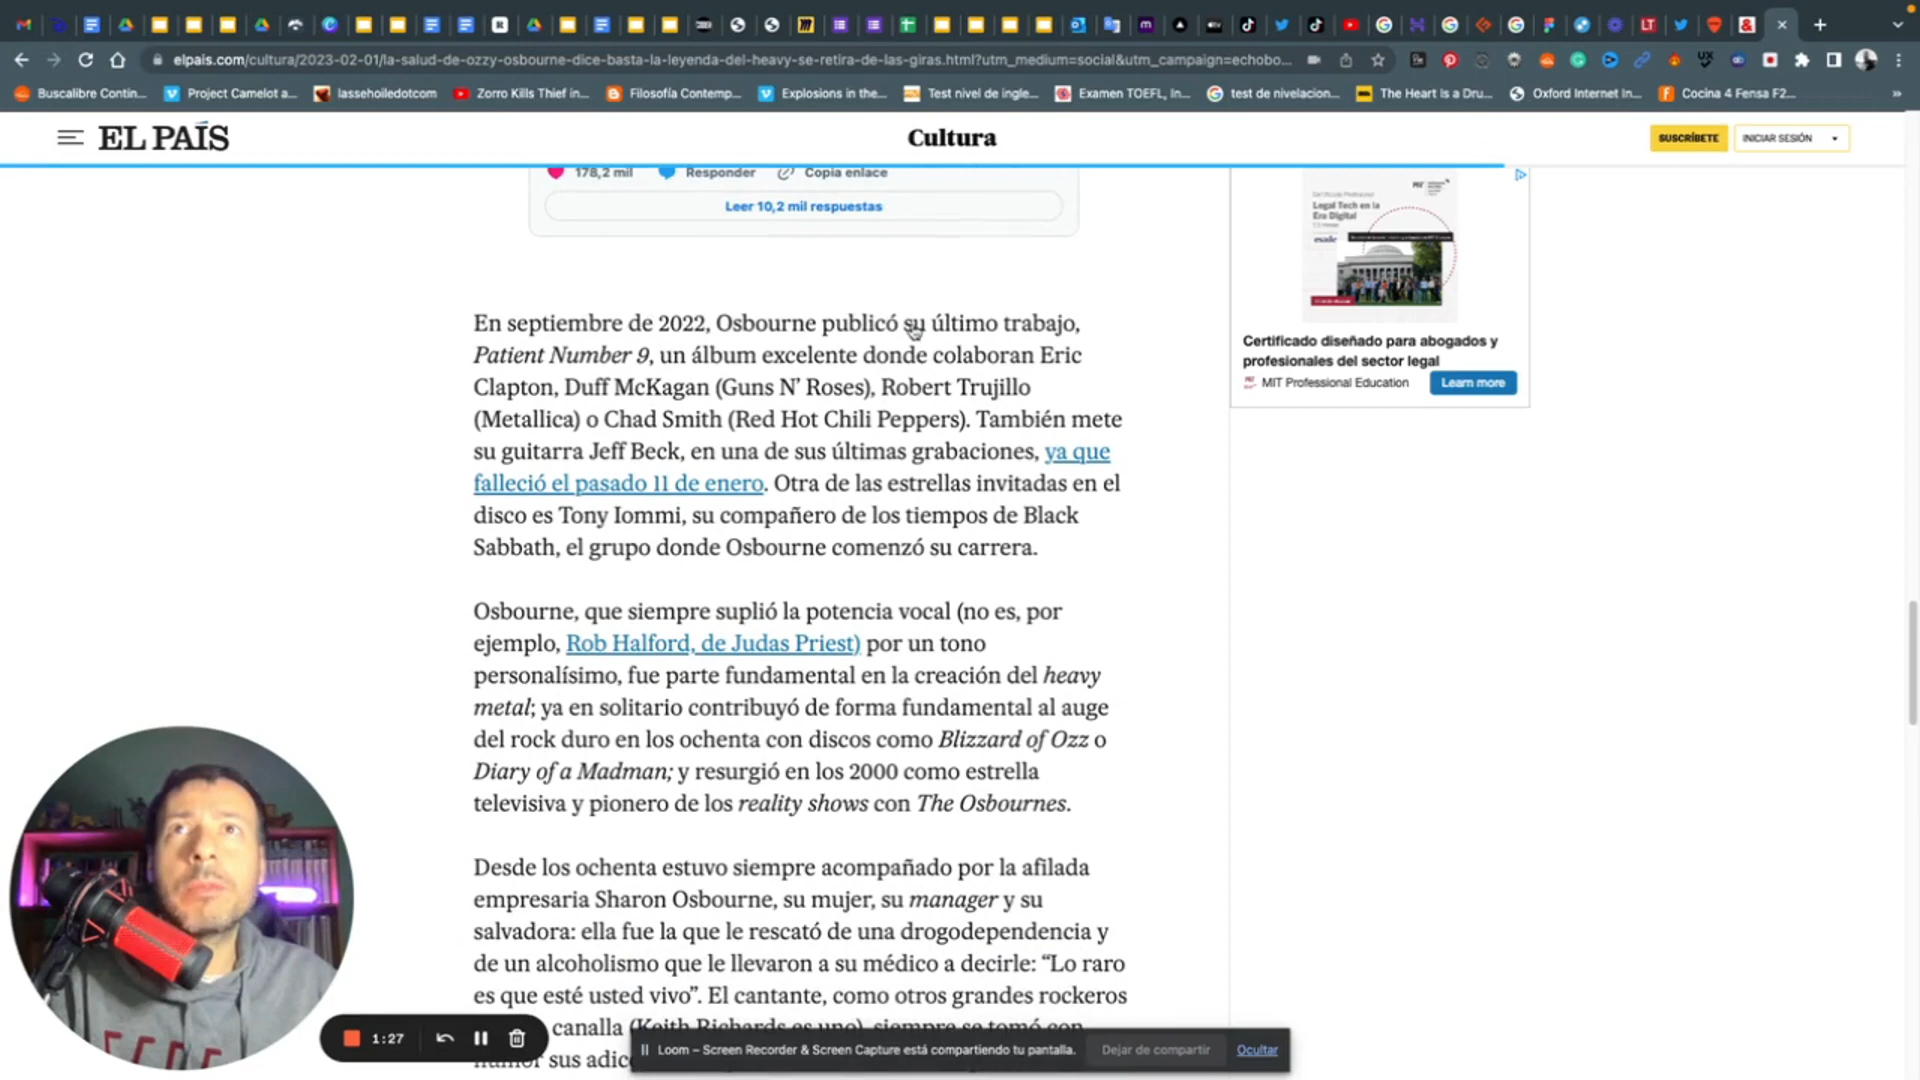 elpais.com/cultura/2023-02-01/la-salud-de-ozzy-osbourne-dice-basta-la-leyenda-del-heavy-se-retira-de-las-giras.html?utm_medium=social&utm_campaign=echobo...
Buscalibre Contin... Project Camelot a... lassehoiledotcom Zorro Kills Thief in... Filosofía Contemp... Explosions in the... Test nivel de ingle... Examen TOEFL, In... test de nivelacion... The Heart Is a Dru... Oxford Internet In... Cocina 4 Fensa F2... »
EL PAÍS Cultura SUSCRÍBETE INICIAR SESIÓN
178,2 mil Responder Copia enlace
Leer 10,2 mil respuestas
Legal Tech en la
Era Digital
esade
Certificado diseñado para abogados y
profesionales del sector legal
MIT Professional Education Learn more
En septiembre de 2022, Osbourne publicó su último trabajo,
Patient Number 9, un álbum excelente donde colaboran Eric
Clapton, Duff McKagan (Guns N’ Roses), Robert Trujillo
(Metallica) o Chad Smith (Red Hot Chili Peppers). También mete
su guitarra Jeff Beck, en una de sus últimas grabaciones, ya que
falleció el pasado 11 de enero. Otra de las estrellas invitadas en el
disco es Tony Iommi, su compañero de los tiempos de Black
Sabbath, el grupo donde Osbourne comenzó su carrera.
Osbourne, que siempre suplió la potencia vocal (no es, por
ejemplo, Rob Halford, de Judas Priest) por un tono
personalísimo, fue parte fundamental en la creación del heavy
metal; ya en solitario contribuyó de forma fundamental al auge
del rock duro en los ochenta con discos como Blizzard of Ozz o
Diary of a Madman; y resurgió en los 2000 como estrella
televisiva y pionero de los reality shows con The Osbournes.
Desde los ochenta estuvo siempre acompañado por la afilada
empresaria Sharon Osbourne, su mujer, su manager y su
salvadora: ella fue la que le rescató de una drogodependencia y
de un alcoholismo que le llevaron a su médico a decirle: “Lo raro
es que esté usted vivo”. El cantante, como otros grandes rockeros
canalla (Keith Richards es uno), siempre se tomó con
humor sus adic
1:27
Loom – Screen Recorder & Screen Capture está compartiendo tu pantalla. Dejar de compartir Ocultar